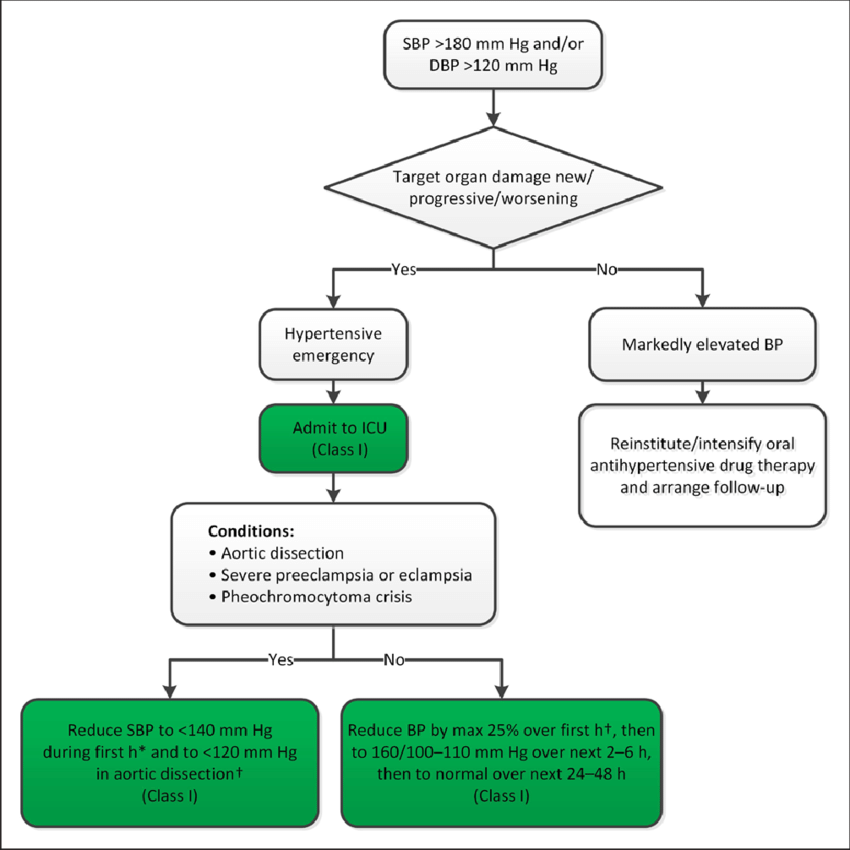 SBP >180 mm Hg and/or
DBP >120 mm Hg
Target organ damage new/
progressive/worsening
Yes
No
Hypertensive
emergency
Markedly elevated BP
Admit to ICU
(Class I)
Reinstitute/intensify oral
antihypertensive drug therapy
and arrange follow-up
Conditions:
• Aortic dissection
• Severe preeclampsia or eclampsia
• Pheochromocytoma crisis
Yes
No
Reduce SBP to <140 mm Hg
during first h* and to <120 mm Hg
in aortic dissection†
(Class I)
Reduce BP by max 25% over first h†, then
to 160/100–110 mm Hg over next 2–6 h,
then to normal over next 24–48 h
(Class I)